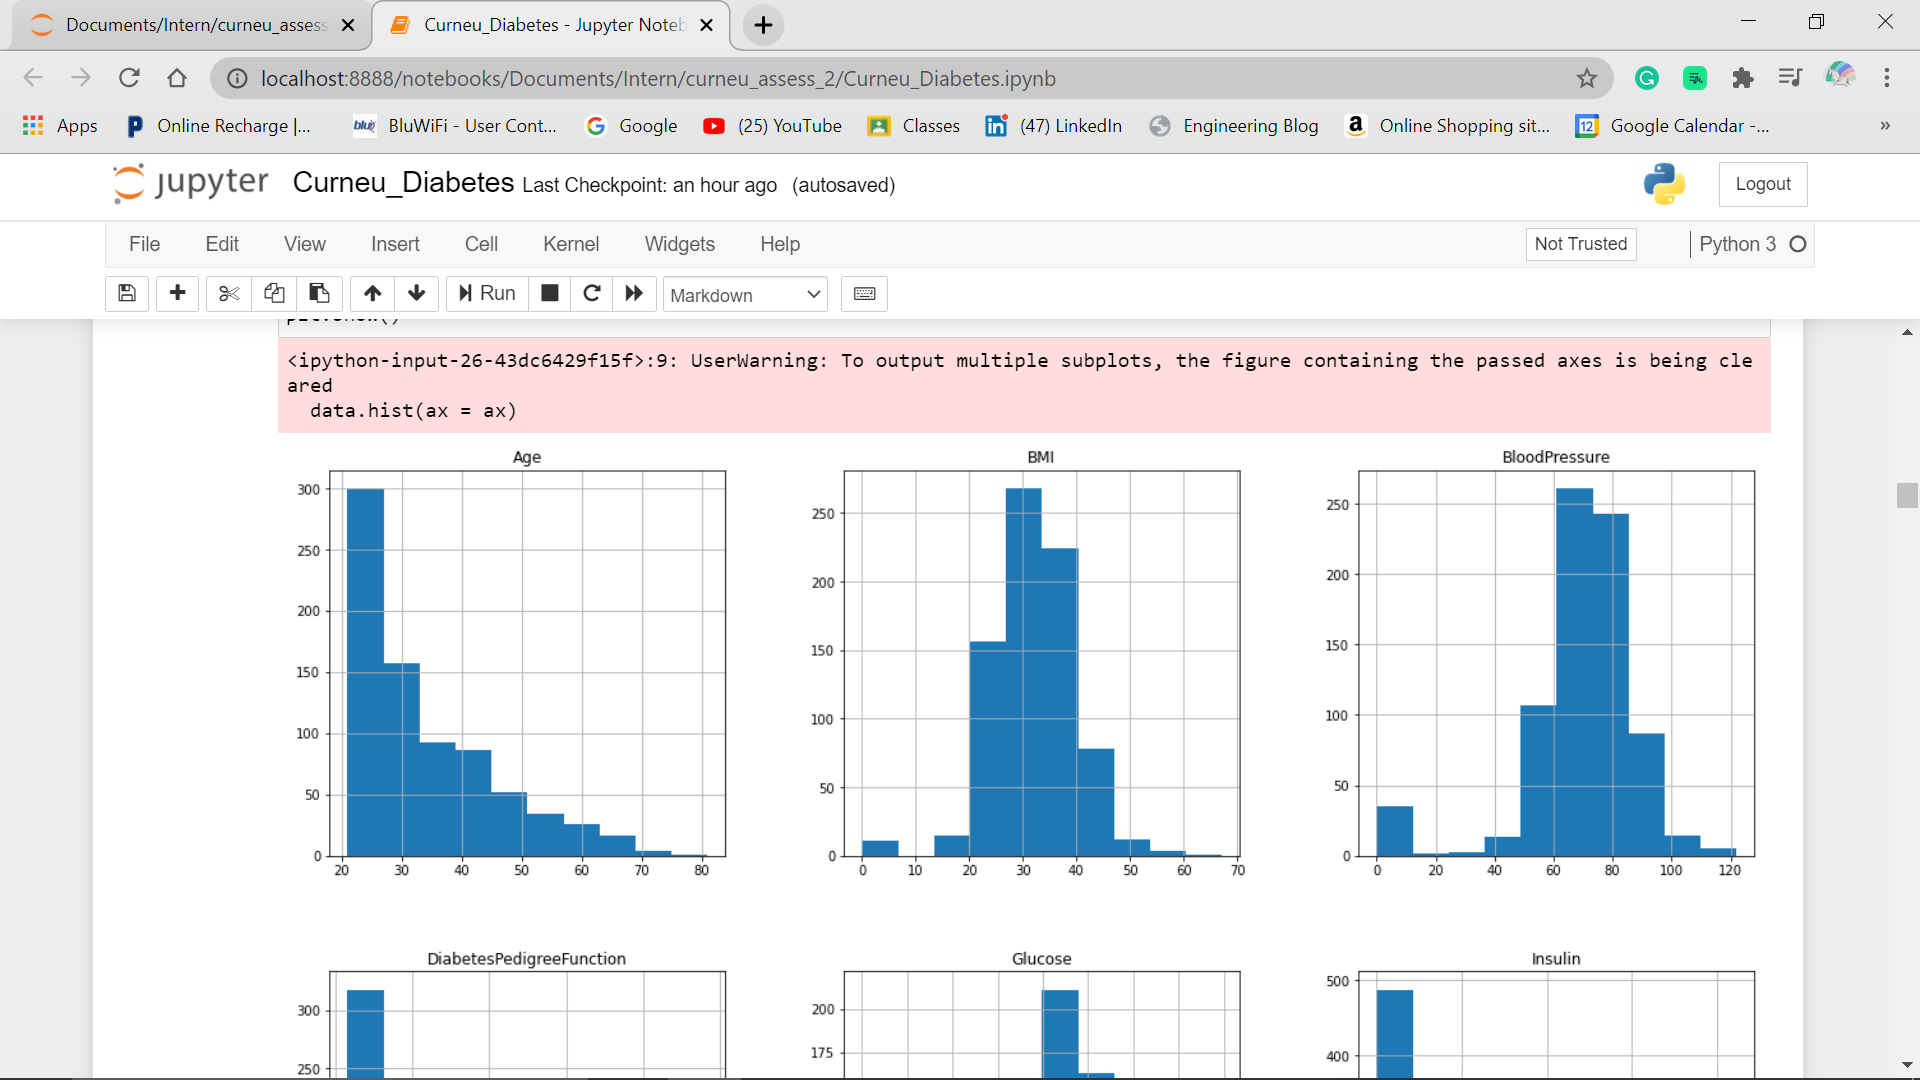 Documents/Intern/curneu_assess
Curneu_Diabetes - Jupyter Noteb
localhost:8888/notebooks/Documents/Intern/curneu_assess_2/Curneu_Diabetes.ipynb
Apps
Online Recharge |...
BluWiFi - User Cont...
Google
(25) YouTube
Classes
(47) LinkedIn
Engineering Blog
Online Shopping sit...
Google Calendar -...
jupyter Curneu_Diabetes Last Checkpoint: an hour ago (autosaved)
Logout
File Edit View Insert Cell Kernel Widgets Help
Not Trusted
Python 3
Run
Markdown
<ipython-input-26-43dc6429f15f>:9: UserWarning: To output multiple subplots, the figure containing the passed axes is being cle
ared
data.hist(ax = ax)
Age
300
250
200
150
100
50
0
20 30 40 50 60 70 80
BMI
250
200
150
100
50
0
0 10 20 30 40 50 60 70
BloodPressure
250
200
150
100
50
0
0 20 40 60 80 100 120
DiabetesPedigreeFunction
300
250
Glucose
200
175
Insulin
500
400